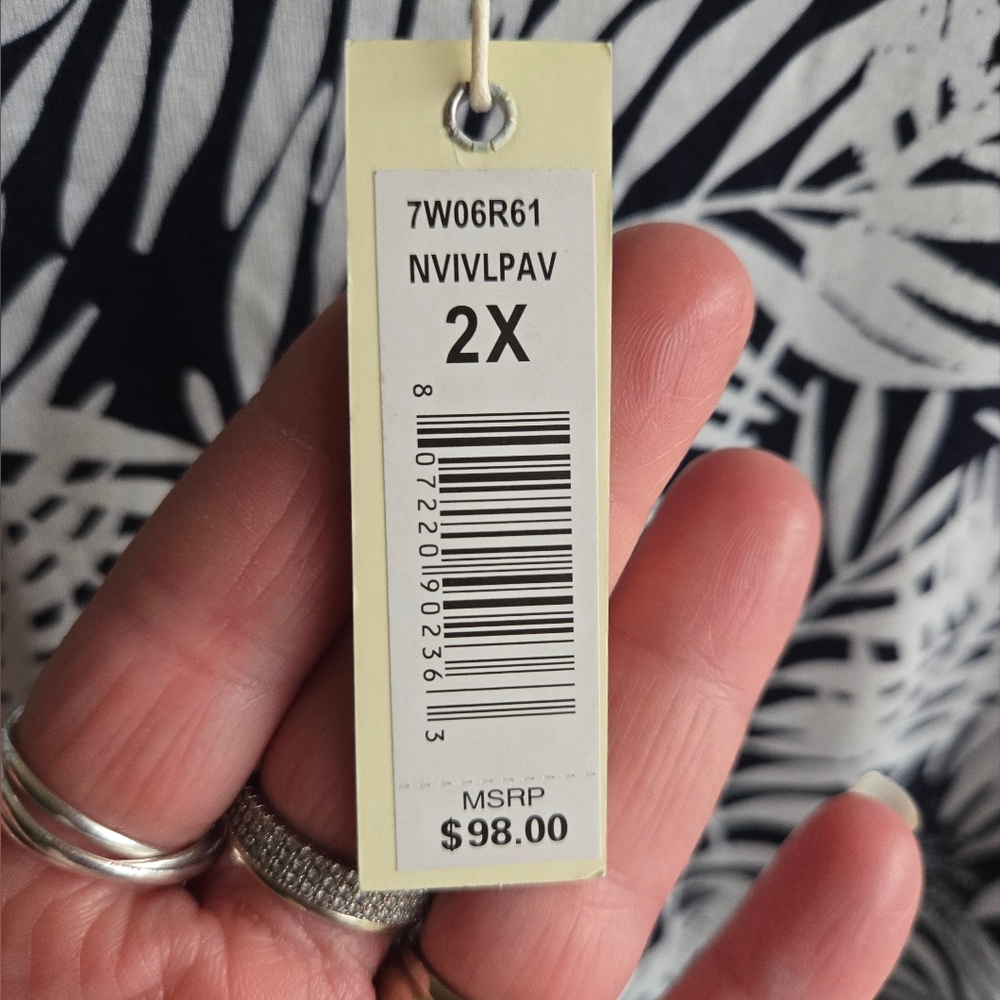 7W06R61
NVIVLPAV
2X
8 07220 90236 3
MSRP
$98.00